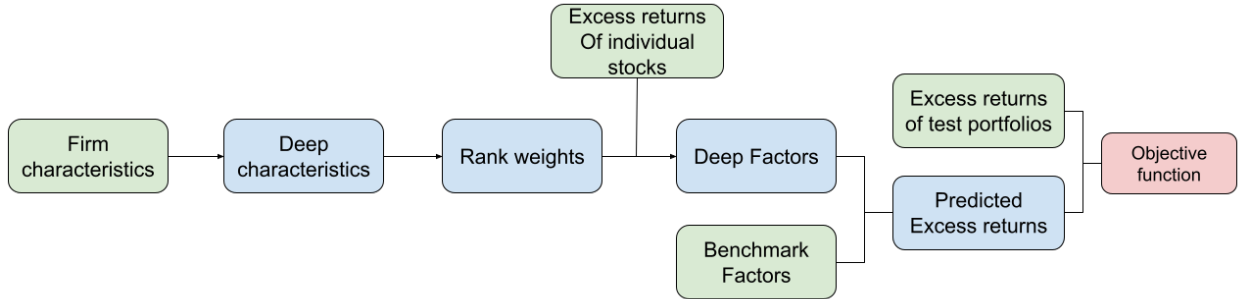 Excess returns
Of individual
stocks
Firm
characteristics
Deep
characteristics
Rank weights
Deep Factors
Benchmark
Factors
Excess returns
of test portfolios
Predicted
Excess returns
Objective
function